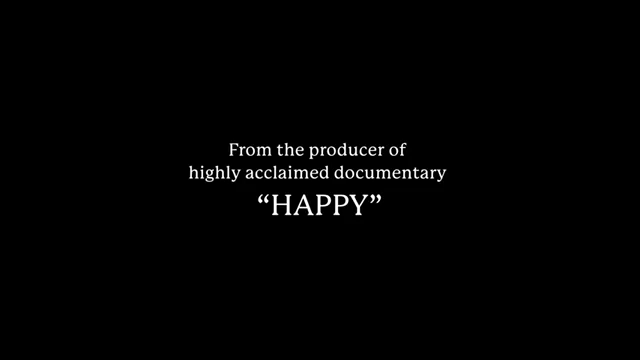 From the producer of
highly acclaimed documentary
“HAPPY”